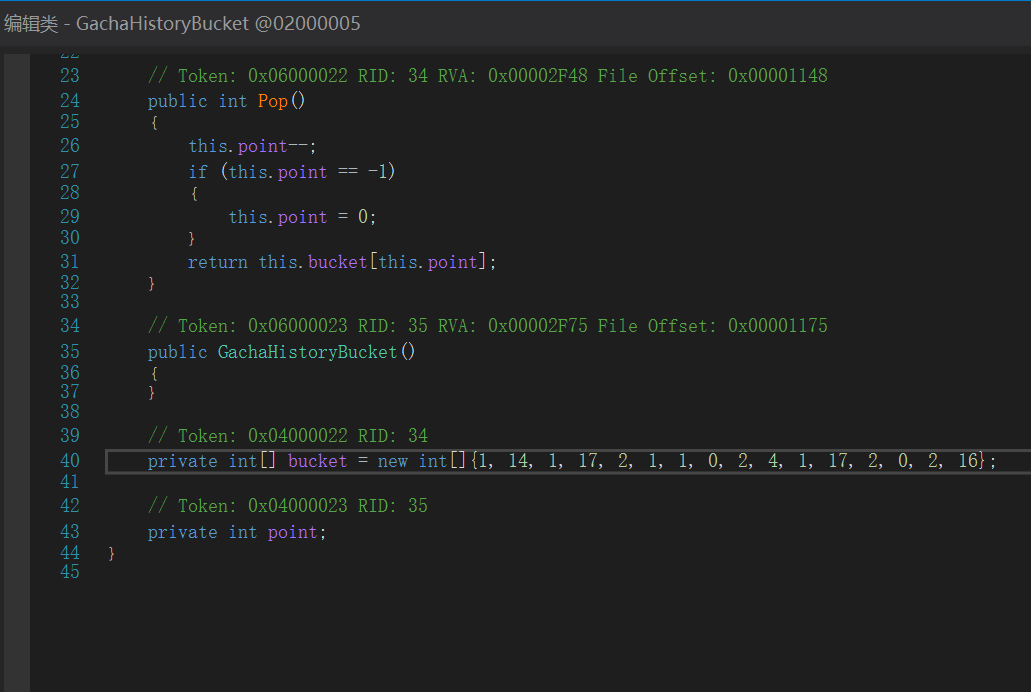 编辑类 - GachaHistoryBucket @02000005
22
23 // Token: 0x06000022 RID: 34 RVA: 0x00002F48 File Offset: 0x00001148
24 public int Pop()
25 {
26 this.point--;
27 if (this.point == -1)
28 {
29 this.point = 0;
30 }
31 return this.bucket[this.point];
32 }
33
34 // Token: 0x06000023 RID: 35 RVA: 0x00002F75 File Offset: 0x00001175
35 public GachaHistoryBucket()
36 {
37 }
38
39 // Token: 0x04000022 RID: 34
40 private int[] bucket = new int[]{1, 14, 1, 17, 2, 1, 1, 0, 2, 4, 1, 17, 2, 0, 2, 16};
41
42 // Token: 0x04000023 RID: 35
43 private int point;
44 }
45